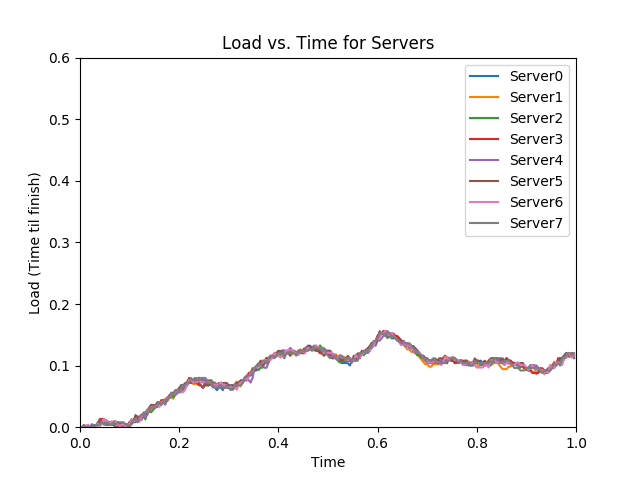 Load vs. Time for Servers
Load (Time til finish)
0.6
0.5
0.4
0.3
0.2
0.1
0.0
Server0
Server1
Server2
Server3
Server4
Server5
Server6
Server7
0.0 0.2 0.4 0.6 0.8 1.0
Time